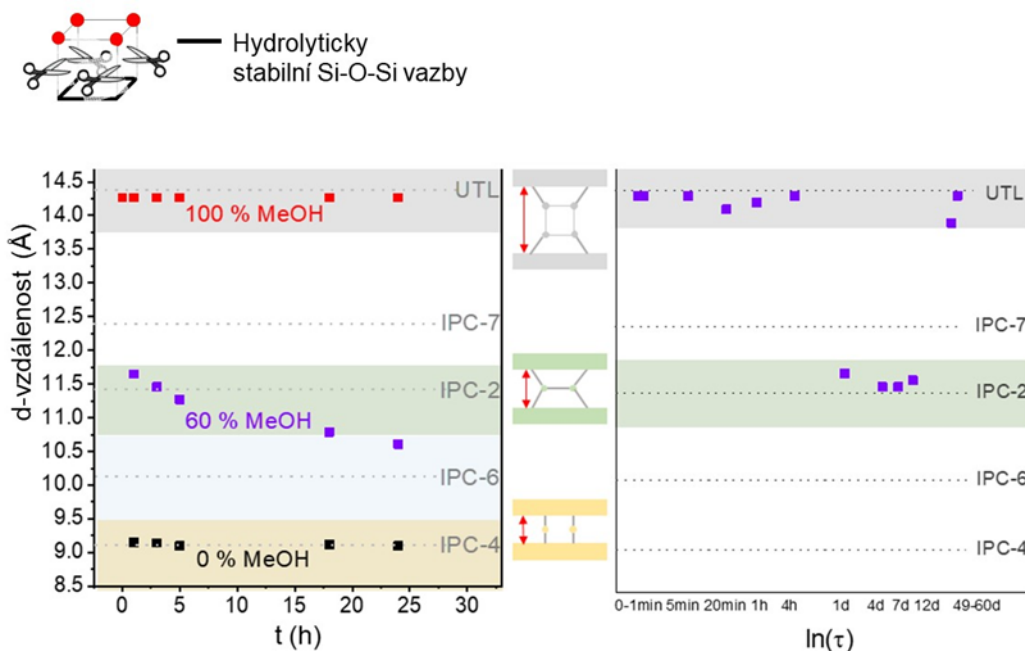 Hydrolyticky
stabilní Si-O-Si vazby
d-vzdálenost (Å)
14.5
14.0
13.5
13.0
12.5
12.0
11.5
11.0
10.5
10.0
9.5
9.0
8.5
UTL
100 % MeOH
IPC-7
IPC-2
60 % MeOH
IPC-6
IPC-4
0 % MeOH
0 5 10 15 20 25 30
t (h)
UTL
IPC-7
IPC-2
IPC-6
IPC-4
0-1min 5min 20min 1h 4h 1d 4d 7d 12d 49-60d
ln(τ)